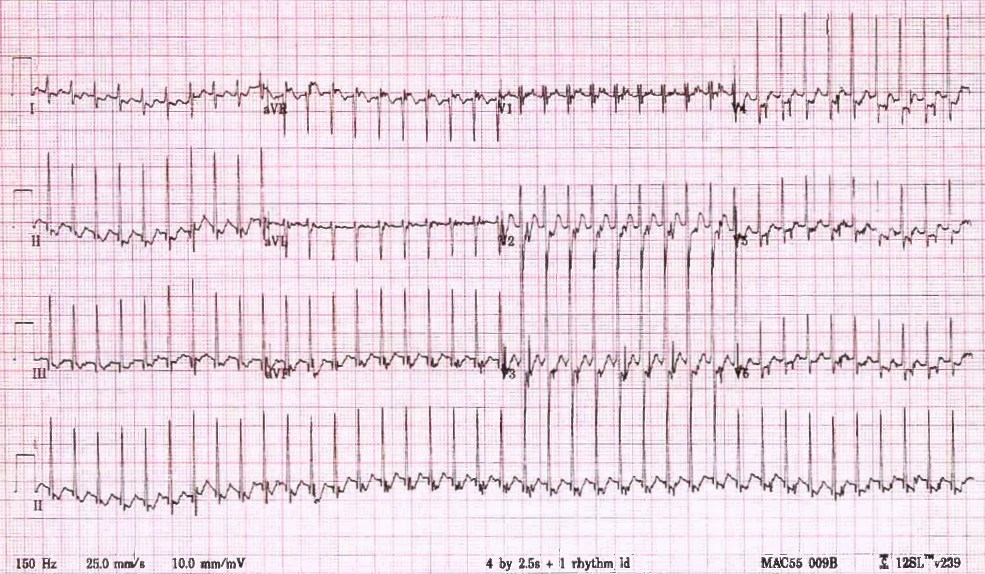 I aVR V1 V4
II aVL V2 V5
III aVF V3 V6
II
150 Hz 25.0 mm/s 10.0 mm/mV 4 by 2.5s + 1 rhythm ld MAC55 009B 12SL™ v239